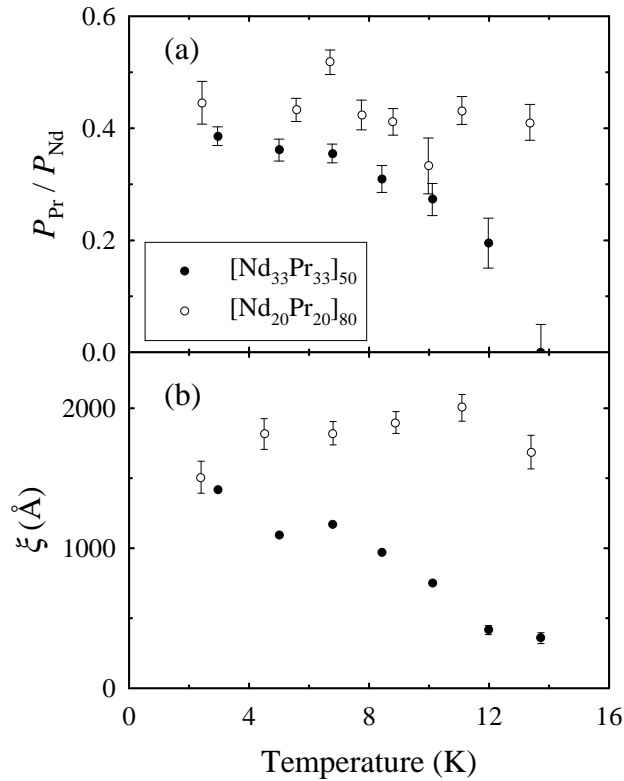 0.6
(a)
0.4
P_Pr / P_Nd
0.2
[Nd₃₃Pr₃₃]₅₀
[Nd₂₀Pr₂₀]₈₀
0.0
(b)
2000
ξ (Å)
1000
0
0 4 8 12 16
Temperature (K)